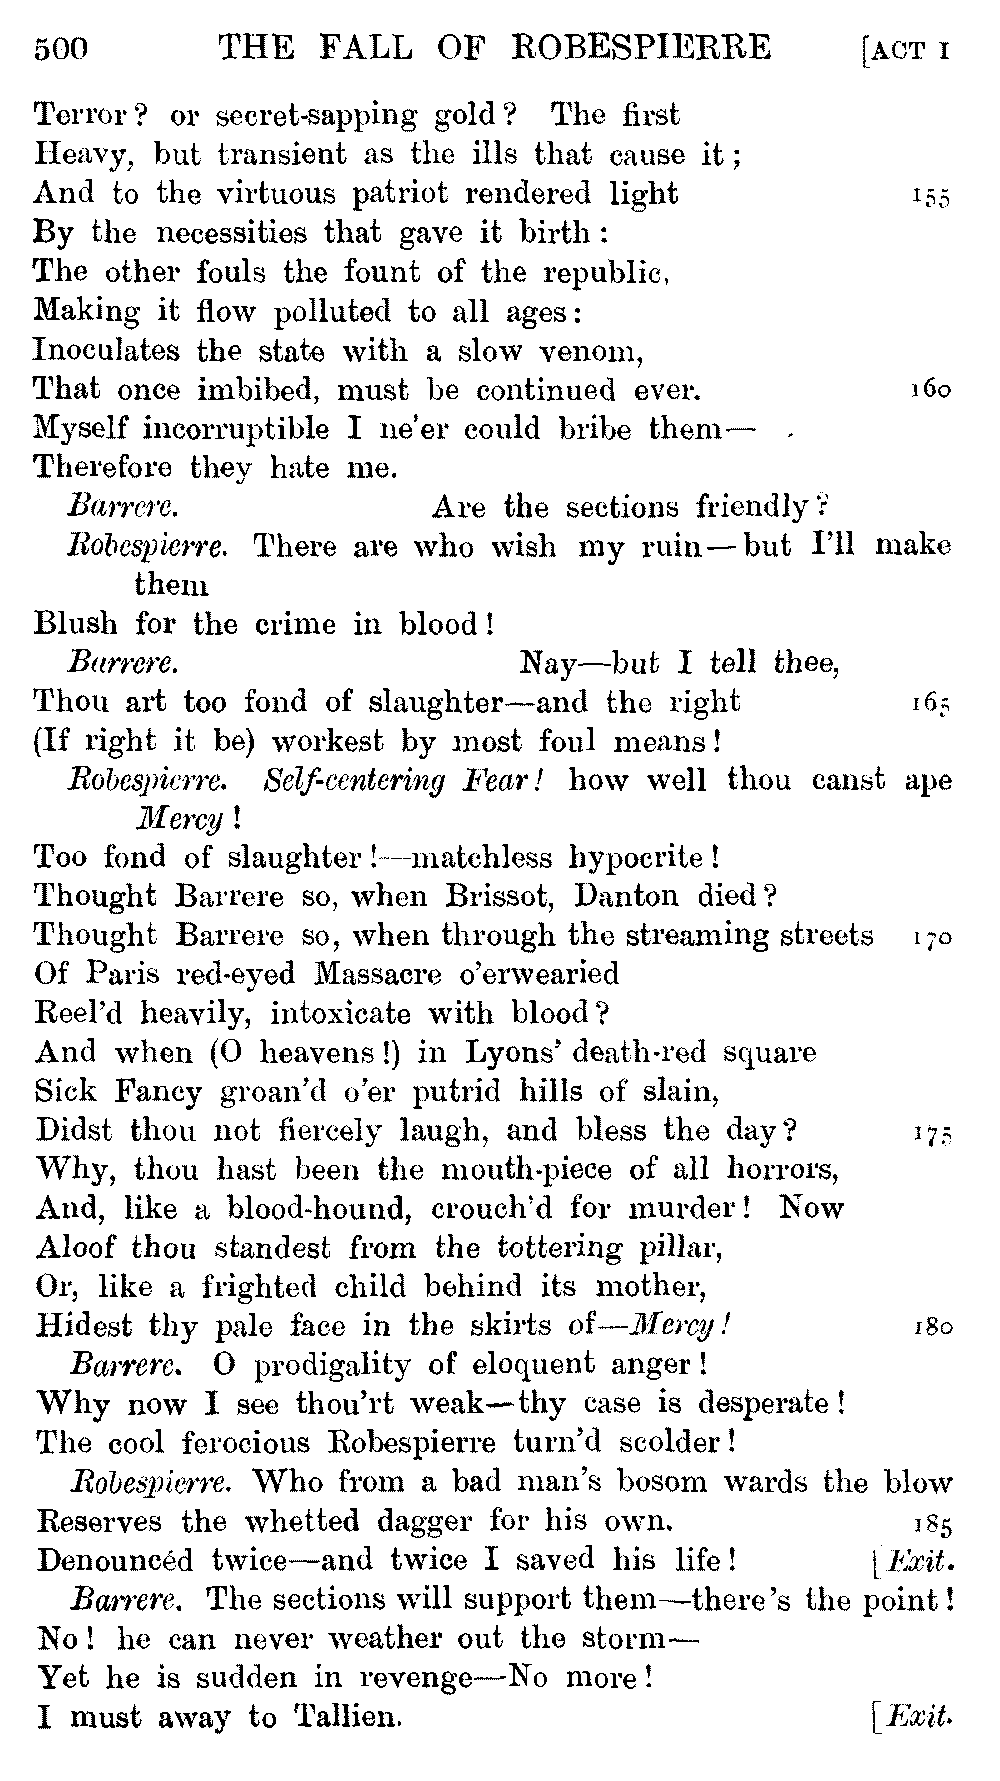 500 THE FALL OF ROBESPIERRE [ACT I
Terror? or secret-sapping gold? The first
Heavy, but transient as the ills that cause it;
And to the virtuous patriot rendered light 155
By the necessities that gave it birth:
The other fouls the fount of the republic,
Making it flow polluted to all ages:
Inoculates the state with a slow venom,
That once imbibed, must be continued ever. 160
Myself incorruptible I ne'er could bribe them—
Therefore they hate me.
Barrere. Are the sections friendly?
Robespierre. There are who wish my ruin—but I'll make
them
Blush for the crime in blood!
Barrere. Nay—but I tell thee,
Thou art too fond of slaughter—and the right 165
(If right it be) workest by most foul means!
Robespierre. Self-centering Fear! how well thou canst ape
Mercy!
Too fond of slaughter!—matchless hypocrite!
Thought Barrere so, when Brissot, Danton died?
Thought Barrere so, when through the streaming streets 170
Of Paris red-eyed Massacre o'erwearied
Reel'd heavily, intoxicate with blood?
And when (O heavens!) in Lyons' death-red square
Sick Fancy groan'd o'er putrid hills of slain,
Didst thou not fiercely laugh, and bless the day? 175
Why, thou hast been the mouth-piece of all horrors,
And, like a blood-hound, crouch'd for murder! Now
Aloof thou standest from the tottering pillar,
Or, like a frighted child behind its mother,
Hidest thy pale face in the skirts of—Mercy! 180
Barrere. O prodigality of eloquent anger!
Why now I see thou'rt weak—thy case is desperate!
The cool ferocious Robespierre turn'd scolder!
Robespierre. Who from a bad man's bosom wards the blow
Reserves the whetted dagger for his own. 185
Denouncéd twice—and twice I saved his life! [Exit.
Barrere. The sections will support them—there's the point!
No! he can never weather out the storm—
Yet he is sudden in revenge—No more!
I must away to Tallien. [Exit.